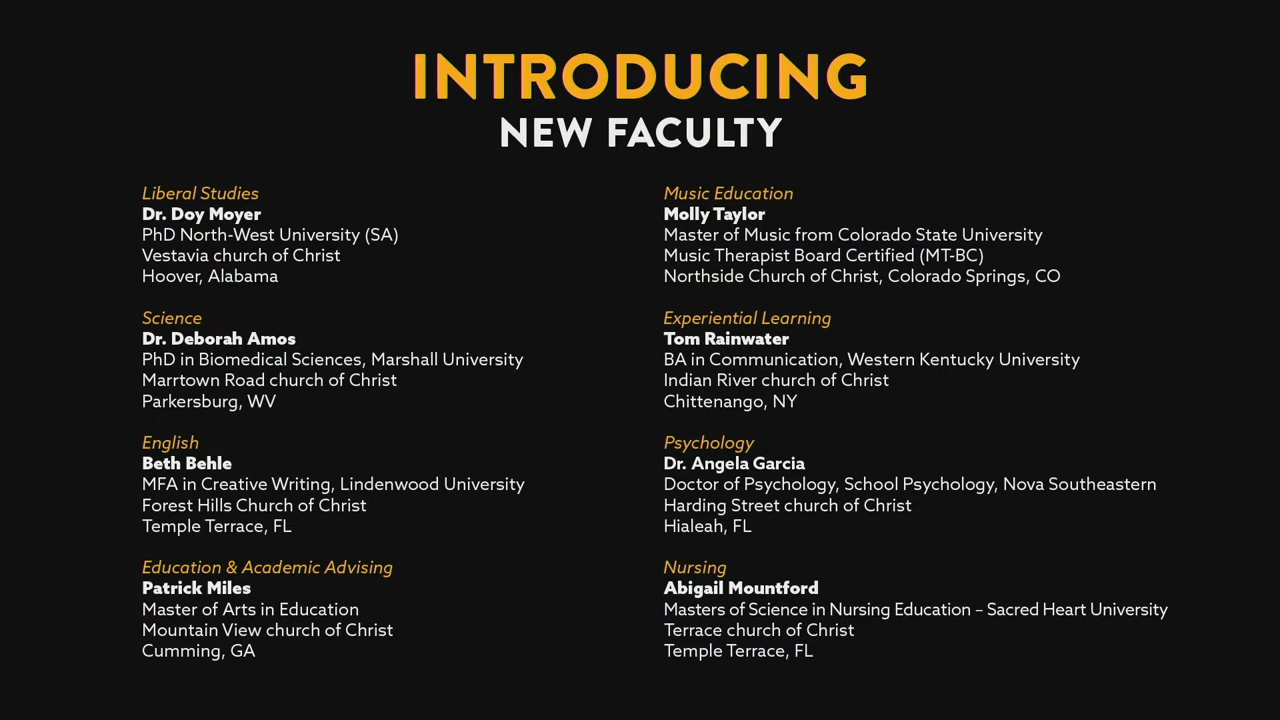 INTRODUCING
NEW FACULTY
Liberal Studies
Dr. Doy Moyer
PhD North-West University (SA)
Vestavia church of Christ
Hoover, Alabama
Science
Dr. Deborah Amos
PhD in Biomedical Sciences, Marshall University
Marrtown Road church of Christ
Parkersburg, WV
English
Beth Behle
MFA in Creative Writing, Lindenwood University
Forest Hills Church of Christ
Temple Terrace, FL
Education & Academic Advising
Patrick Miles
Master of Arts in Education
Mountain View church of Christ
Cumming, GA
Music Education
Molly Taylor
Master of Music from Colorado State University
Music Therapist Board Certified (MT-BC)
Northside Church of Christ, Colorado Springs, CO
Experiential Learning
Tom Rainwater
BA in Communication, Western Kentucky University
Indian River church of Christ
Chittenango, NY
Psychology
Dr. Angela Garcia
Doctor of Psychology, School Psychology, Nova Southeastern
Harding Street church of Christ
Hialeah, FL
Nursing
Abigail Mountford
Masters of Science in Nursing Education – Sacred Heart University
Terrace church of Christ
Temple Terrace, FL